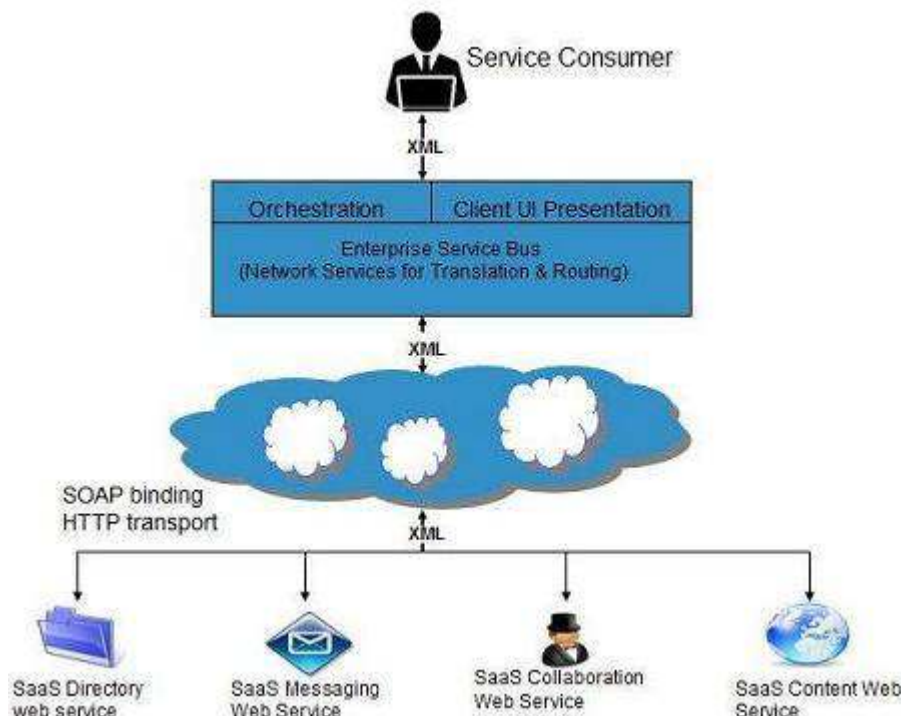 Service Consumer
XML
Orchestration
Client UI Presentation
Enterprise Service Bus
(Network Services for Translation & Routing)
XML
SOAP binding
HTTP transport
XML
SaaS Directory
web service
SaaS Messaging
Web Service
SaaS Collaboration
Web Service
SaaS Content Web
Service